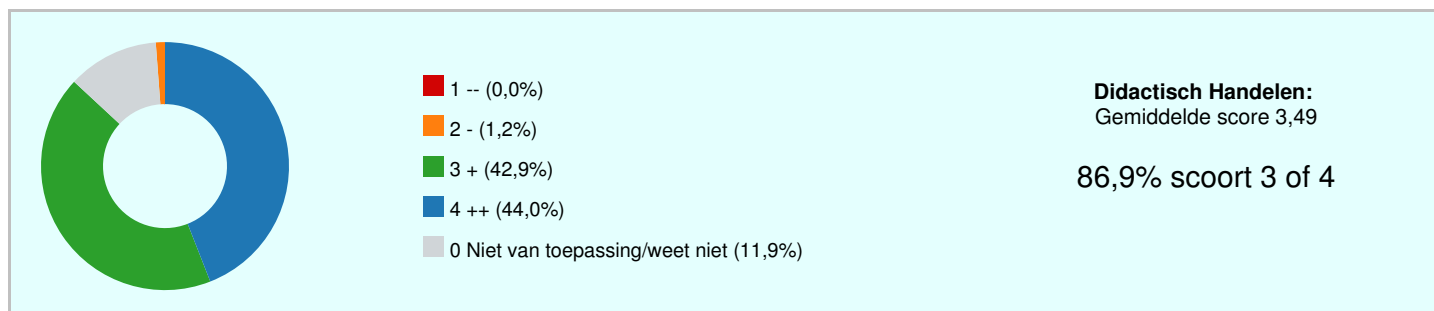 1 -- (0,0%)
2 - (1,2%)
3 + (42,9%)
4 ++ (44,0%)
0 Niet van toepassing/weet niet (11,9%)
Didactisch Handelen:
Gemiddelde score 3,49
86,9% scoort 3 of 4